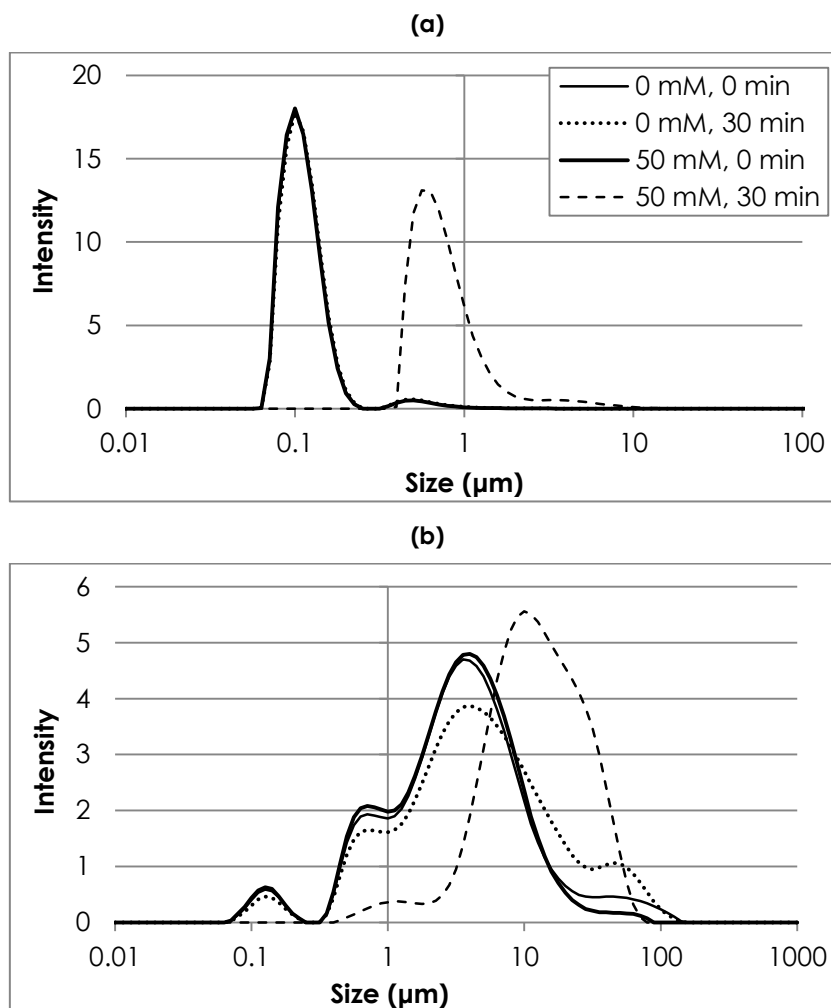 (a)
20
15
10
5
0
Intensity
0 mM, 0 min
0 mM, 30 min
50 mM, 0 min
50 mM, 30 min
0.01 0.1 1 10 100
Size (µm)
(b)
6
5
4
3
2
1
0
Intensity
0.01 0.1 1 10 100 1000
Size (µm)